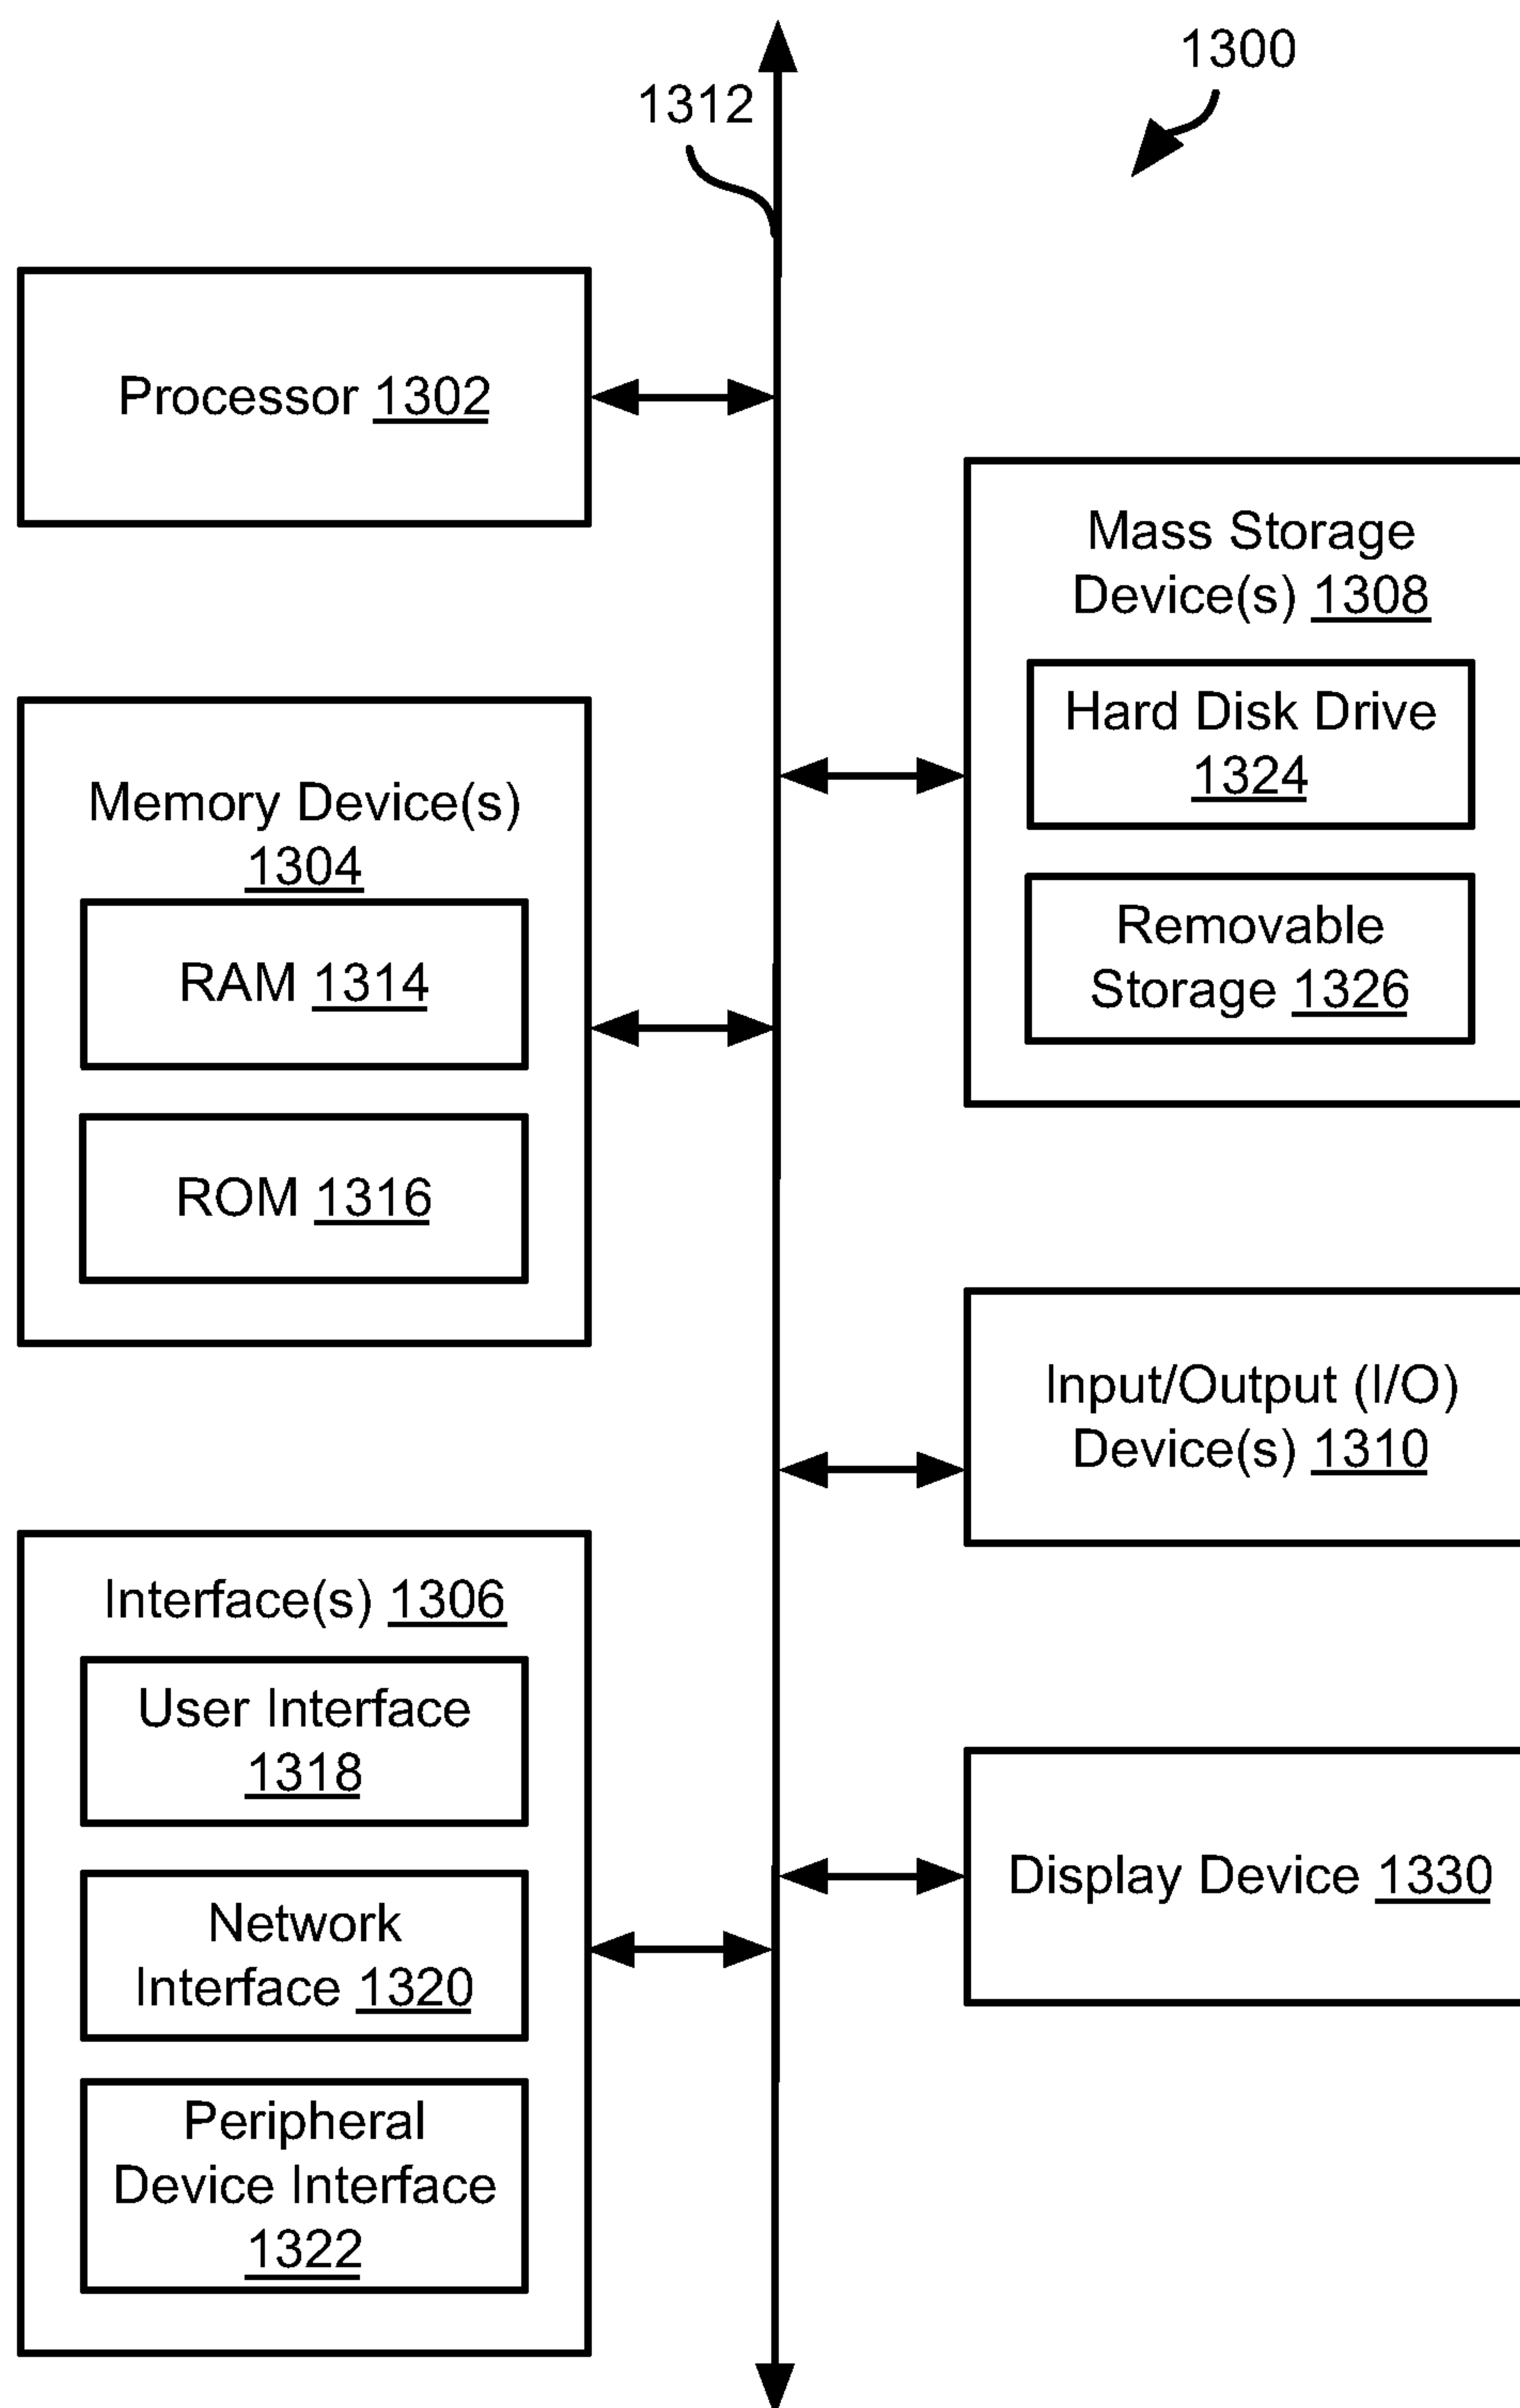 1300
1312
Processor 1302
Mass Storage
Device(s) 1308
Hard Disk Drive
1324
Removable
Storage 1326
Memory Device(s)
1304
RAM 1314
ROM 1316
Input/Output (I/O)
Device(s) 1310
Interface(s) 1306
User Interface
1318
Network
Interface 1320
Peripheral
Device Interface
1322
Display Device 1330